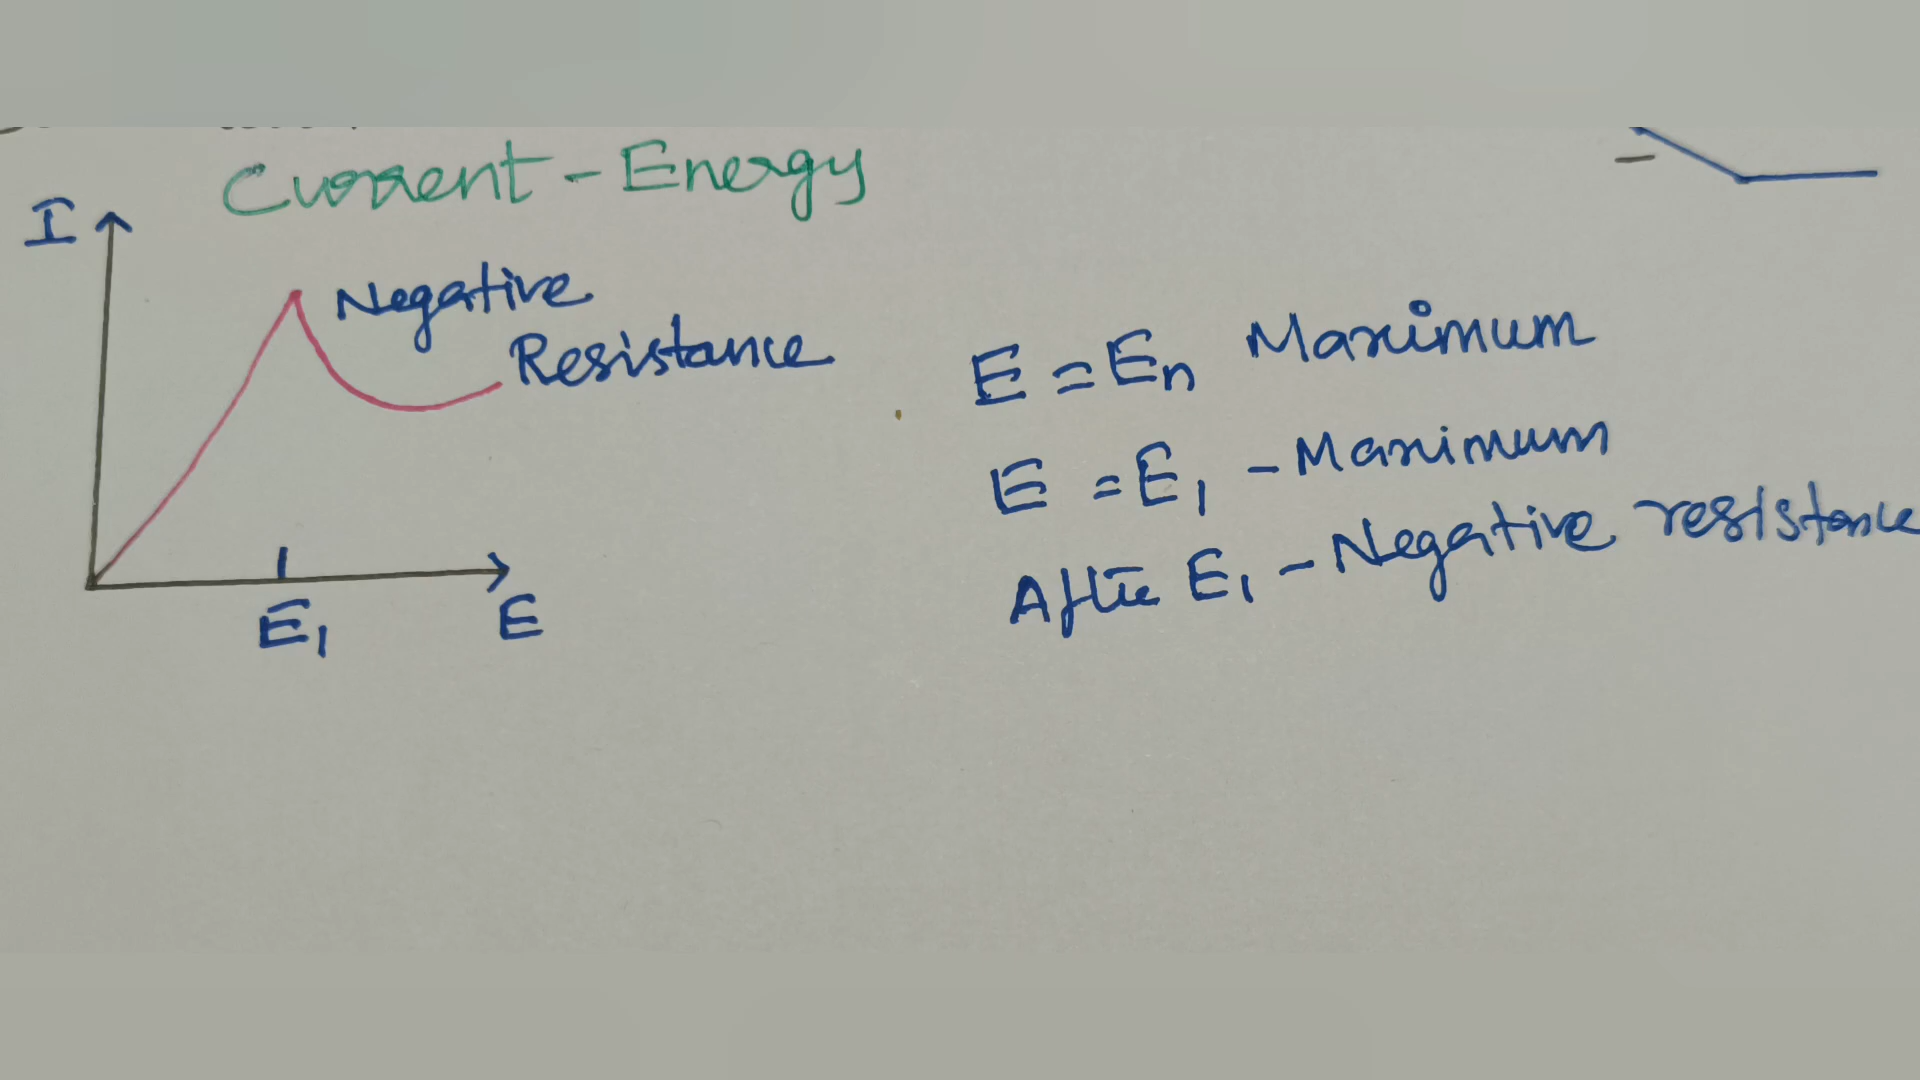 Current - Energy
I
Negative
Resistance
E₁
E
E = En Maximum
E = E₁ - Maximum
After E₁ - Negative resistance